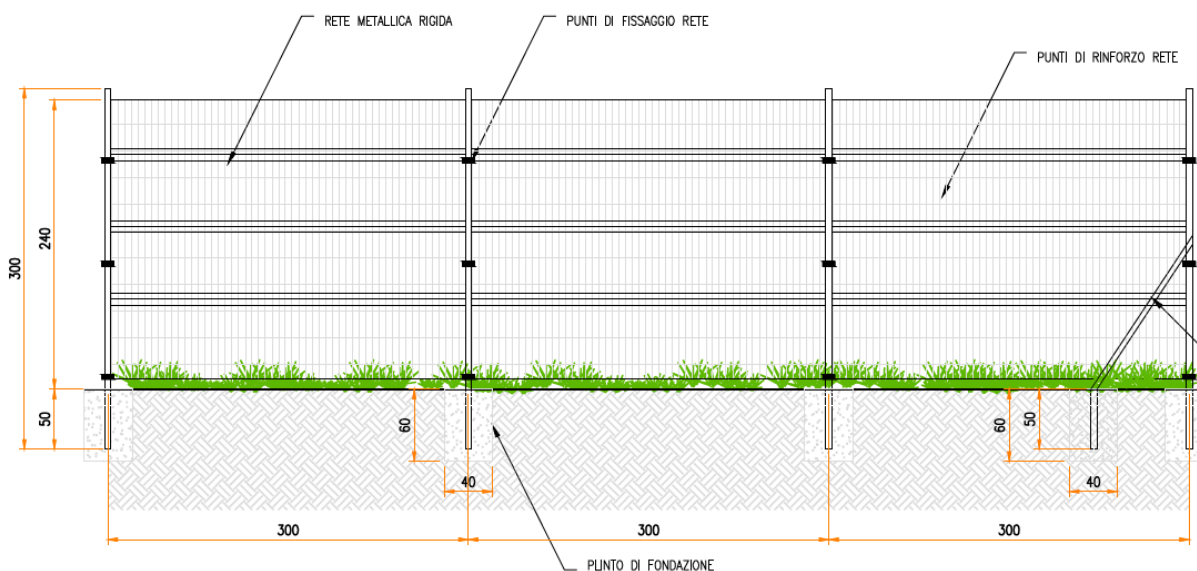 RETE METALLICA RIGIDA
PUNTI DI FISSAGGIO RETE
PUNTI DI RINFORZO RETE
300
240
50
60
40
60
50
40
300
300
300
PLINTO DI FONDAZIONE